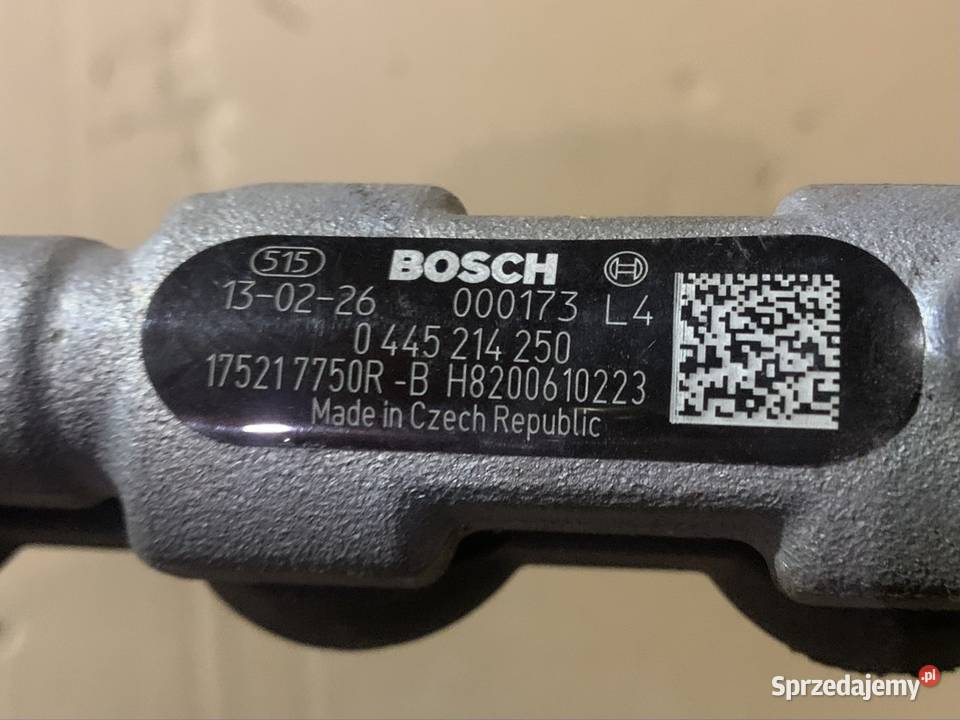 515 BOSCH
13-02-26 000173 L4
0 445 214 250
175217750R -B H8200610223
Made in Czech Republic
Sprzedajemy.pl